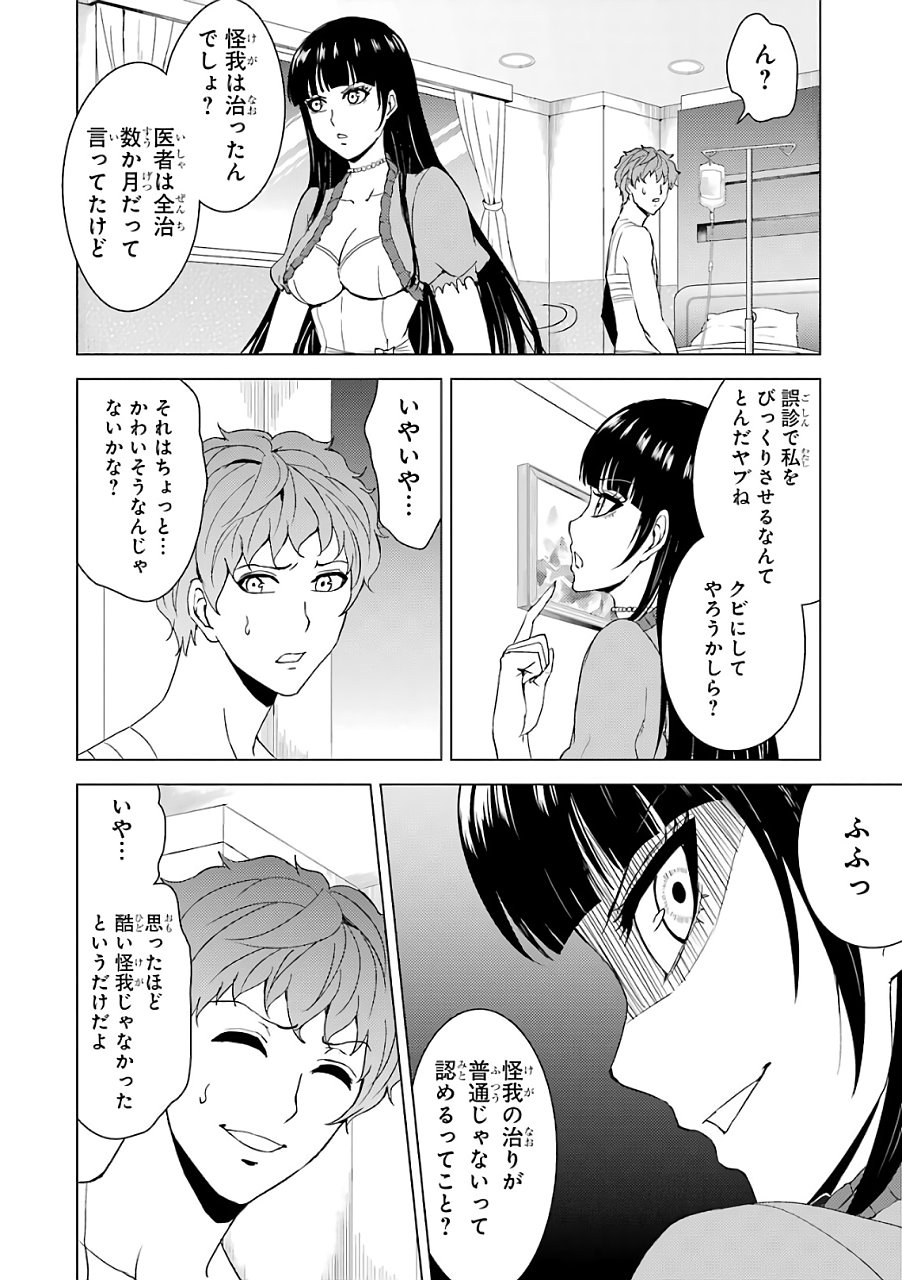 ん？
怪我は治ったん
でしょ？
医者は全治
数か月だって
言ってたけど
誤診で私を
びっくりさせるなんて
とんだヤブね
クビにして
やろうかしら？
いやいや…
それはちょっと…
かわいそうなんじゃ
ないかな？
ふふっ
怪我の治りが
普通じゃないって
認めるってこと？
いや…
思ったほど
酷い怪我じゃなかった
というだけだよ